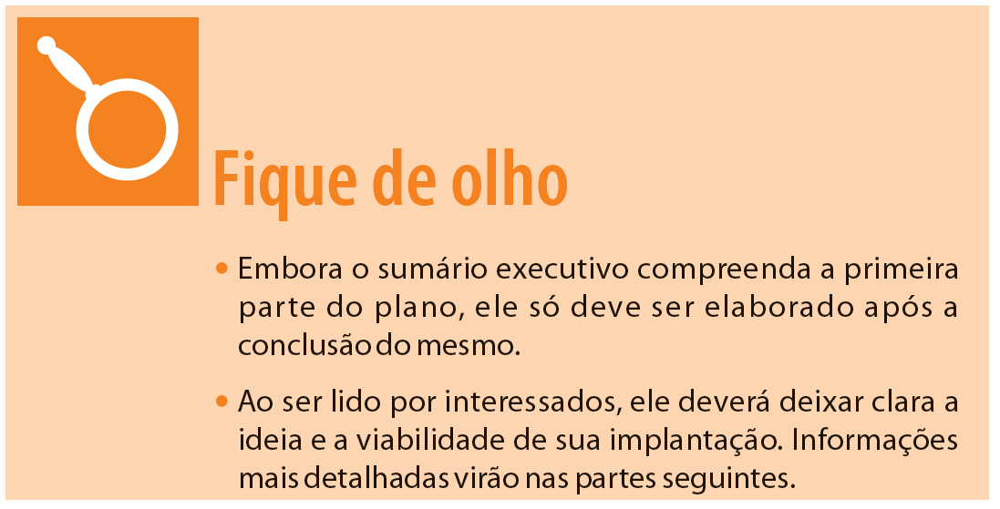 Fique de olho
• Embora o sumário executivo compreenda a primeira
parte do plano, ele só deve ser elaborado após a
conclusão do mesmo.
• Ao ser lido por interessados, ele deverá deixar clara a
ideia e a viabilidade de sua implantação. Informações
mais detalhadas virão nas partes seguintes.